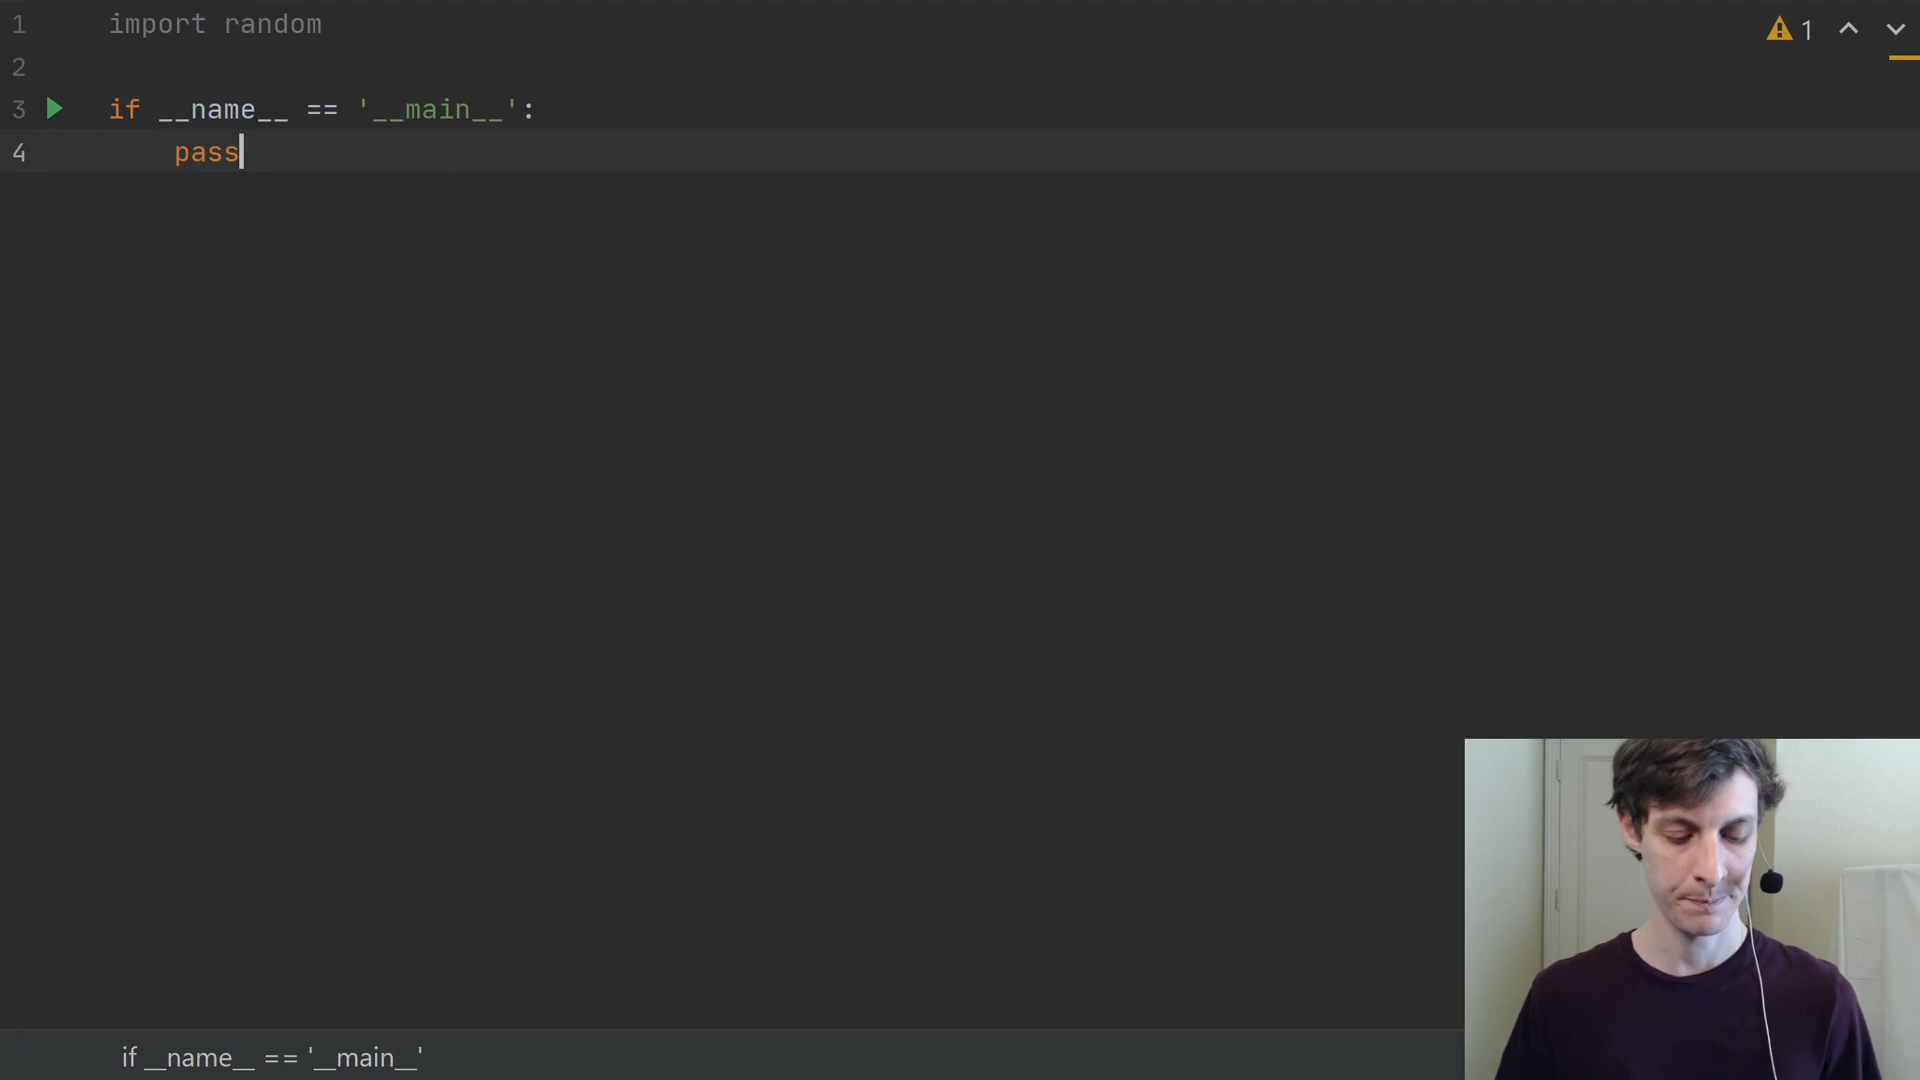 1 import random
1
2
3 if __name__ == '__main__':
4     pass
if __name__ == '__main__'